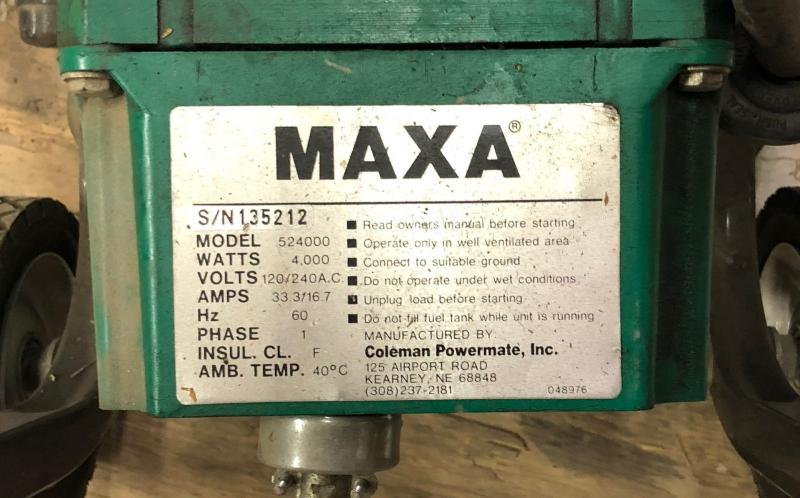 MAXA®
S/N 135212
MODEL 524000
WATTS 4,000
VOLTS 120/240A.C.
AMPS 33.3/16.7
Hz 60
PHASE 1
INSUL. CL. F
AMB. TEMP. 40°C
■ Read owners manual before starting
■ Operate only in well ventilated area
■ Connect to suitable ground
■ Do not operate under wet conditions
■ Unplug load before starting
■ Do not fill fuel tank while unit is running
MANUFACTURED BY:
Coleman Powermate, Inc.
125 AIRPORT ROAD
KEARNEY, NE 68848
(308)237-2181
048976